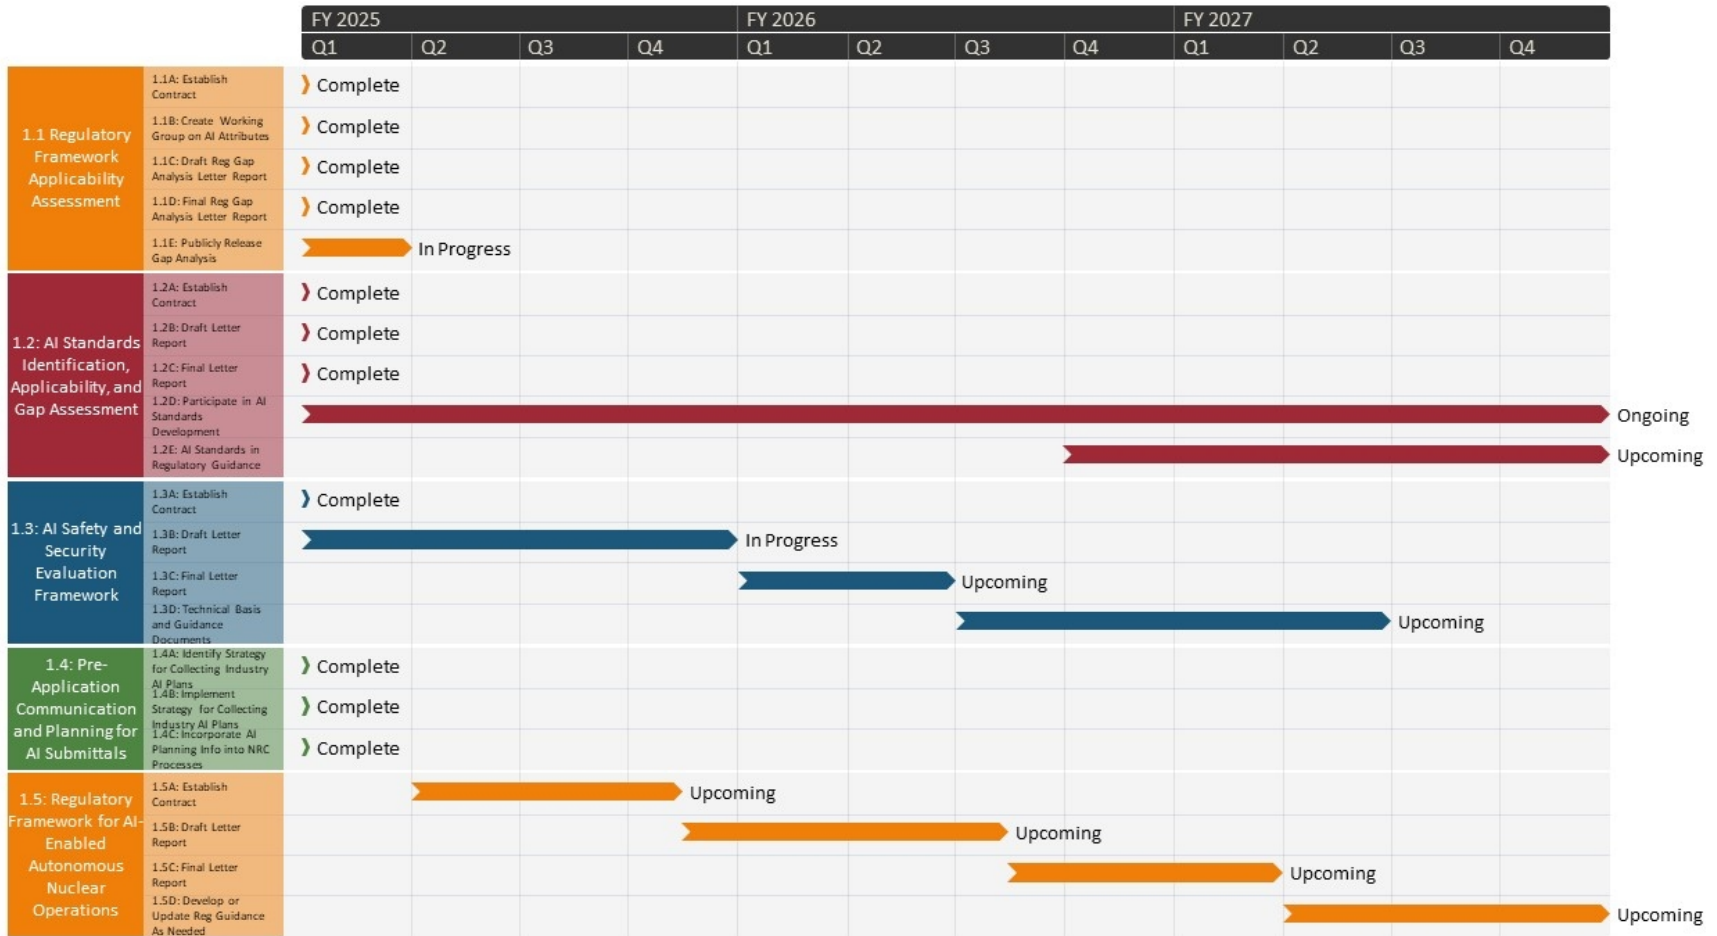 FY 2025 FY 2026 FY 2027
Q1 Q2 Q3 Q4 Q1 Q2 Q3 Q4 Q1 Q2 Q3 Q4
1.1 Regulatory
Framework
Applicability
Assessment
1.1A: Establish
Contract
Complete
1.1B: Create Working
Group on AI Attributes
Complete
1.1C: Draft Reg Gap
Analysis Letter Report
Complete
1.1D: Final Reg Gap
Analysis Letter Report
Complete
1.1E: Publicly Release
Gap Analysis
In Progress
1.2: AI Standards
Identification,
Applicability, and
Gap Assessment
1.2A: Establish
Contract
Complete
1.2B: Draft Letter
Report
Complete
1.2C: Final Letter
Report
Complete
1.2D: Participate in AI
Standards
Development
Ongoing
1.2E: AI Standards in
Regulatory Guidance
Upcoming
1.3: AI Safety and
Security
Evaluation
Framework
1.3A: Establish
Contract
Complete
1.3B: Draft Letter
Report
In Progress
1.3C: Final Letter
Report
Upcoming
1.3D: Technical Basis
and Guidance
Documents
Upcoming
1.4: Pre-
Application
Communication
and Planning for
AI Submittals
1.4A: Identify Strategy
for Collecting Industry
AI Plans
Complete
1.4B: Implement
Strategy for Collecting
Industry AI Plans
Complete
1.4C: Incorporate AI
Planning Info into NRC
Processes
Complete
1.5: Regulatory
Framework for AI-
Enabled
Autonomous
Nuclear
Operations
1.5A: Establish
Contract
Upcoming
1.5B: Draft Letter
Report
Upcoming
1.5C: Final Letter
Report
Upcoming
1.5D: Develop or
Update Reg Guidance
As Needed
Upcoming